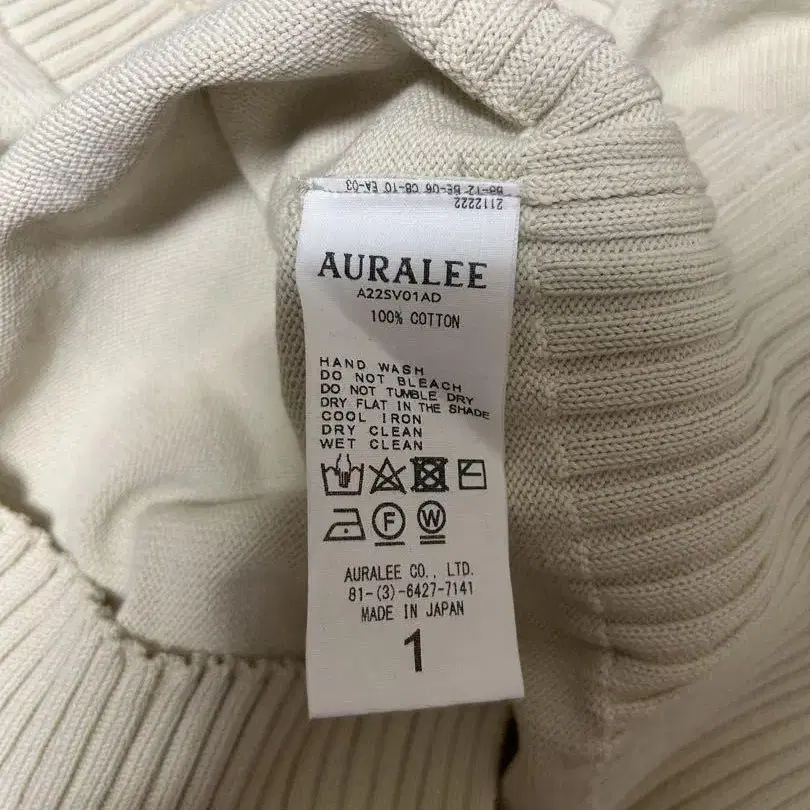 BB-12 BE-06 CB-10 EA-03
2112222
AURALEE
A22SV01AD
100% COTTON
HAND WASH
DO NOT BLEACH
DO NOT TUMBLE DRY
DRY FLAT IN THE SHADE
COOL IRON
DRY CLEAN
WET CLEAN
F W
AURALEE CO., LTD.
81-(3)-6427-7141
MADE IN JAPAN
1